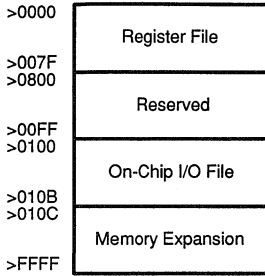 >0000
Register File
>007F
>0800
Reserved
>00FF
>0100
On-Chip I/O File
>010B
>010C
Memory Expansion
>FFFF